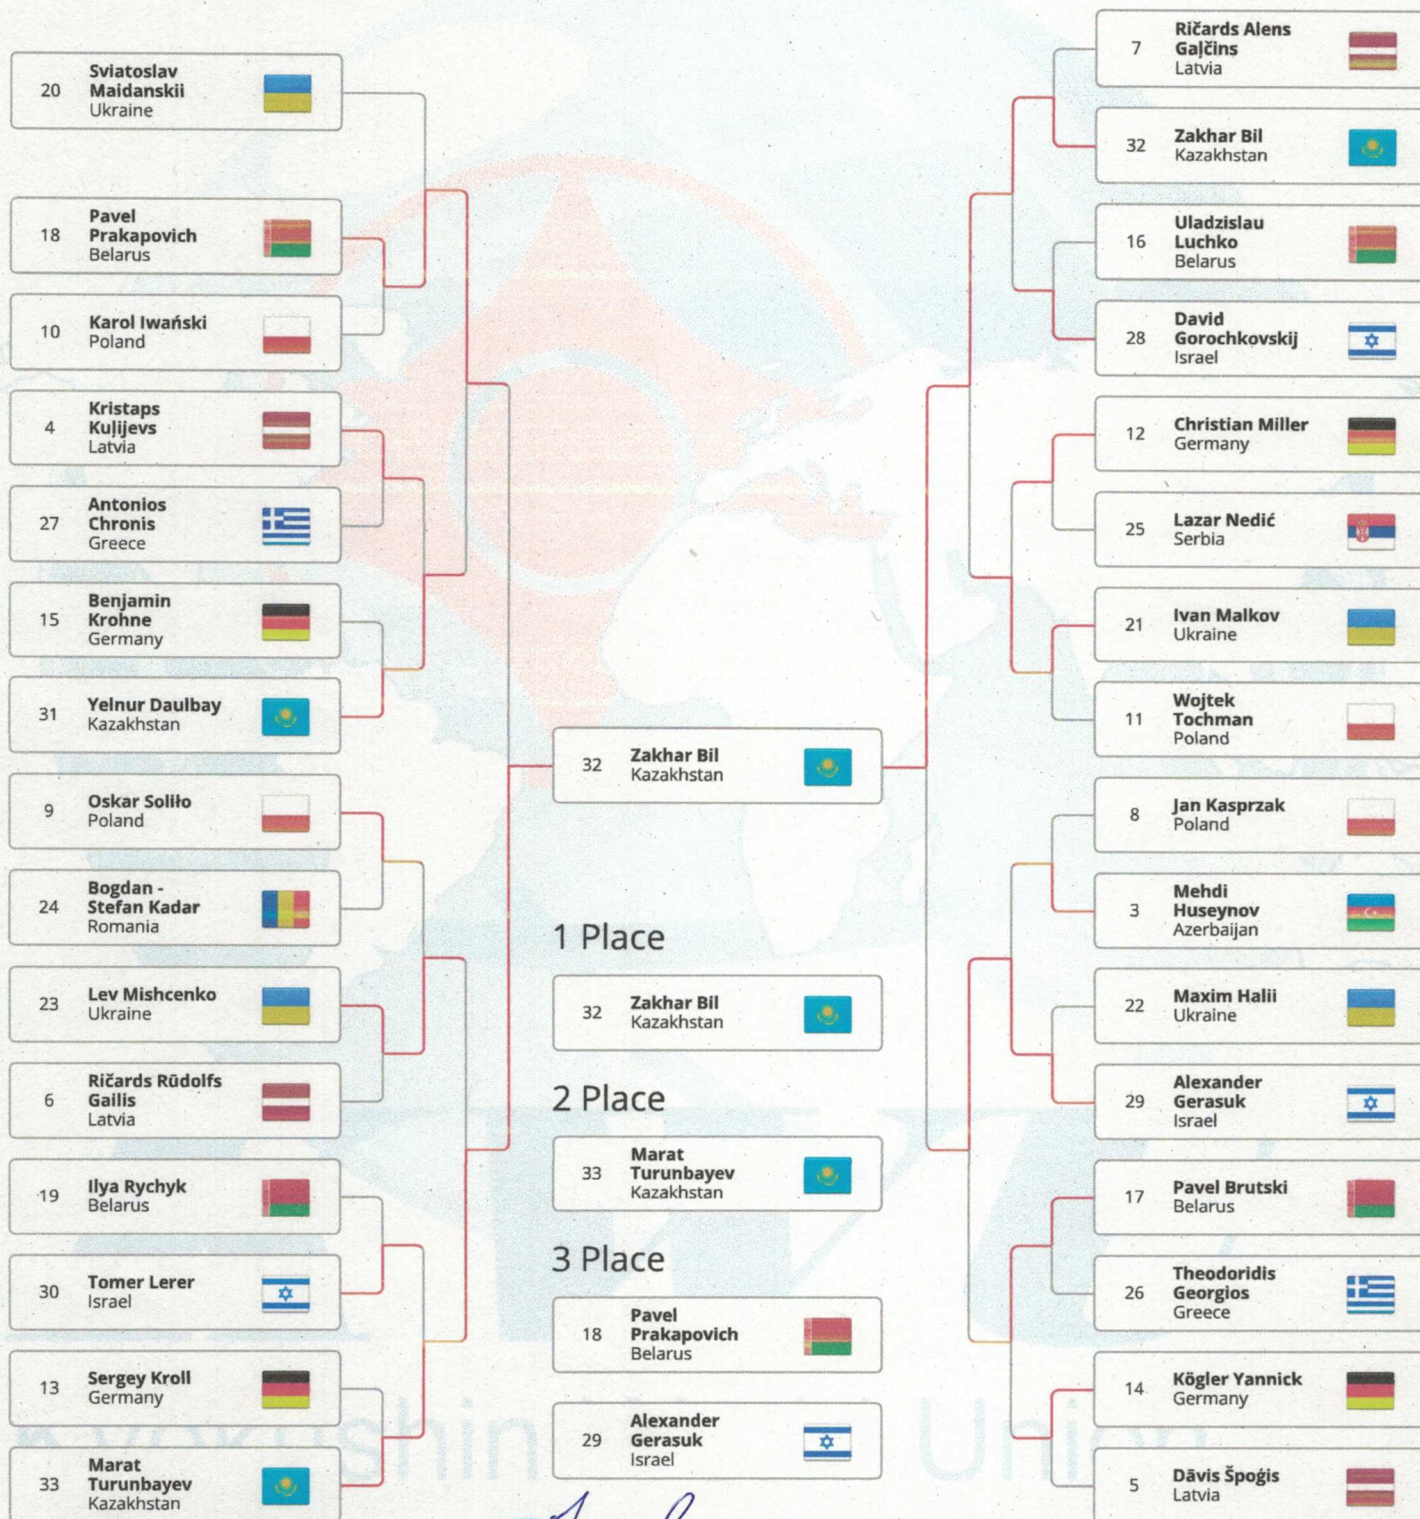 20
Sviatoslav
Maidanskii
Ukraine
18
Pavel
Prakapovich
Belarus
10
Karol Iwański
Poland
4
Kristaps
Kuļijevs
Latvia
27
Antonios
Chronis
Greece
15
Benjamin
Krohne
Germany
31
Yelnur Daulbay
Kazakhstan
9
Oskar Soliło
Poland
24
Bogdan -
Stefan Kadar
Romania
23
Lev Mishcenko
Ukraine
6
Ričards Rūdolfs
Gailis
Latvia
19
Ilya Rychyk
Belarus
30
Tomer Lerer
Israel
13
Sergey Kroll
Germany
33
Marat
Turunbayev
Kazakhstan
32
Zakhar Bil
Kazakhstan
1 Place
32
Zakhar Bil
Kazakhstan
2 Place
33
Marat
Turunbayev
Kazakhstan
3 Place
18
Pavel
Prakapovich
Belarus
29
Alexander
Gerasuk
Israel
7
Ričards Alens
Gaļčins
Latvia
32
Zakhar Bil
Kazakhstan
16
Uladzislau
Luchko
Belarus
28
David
Gorochkovskij
Israel
12
Christian Miller
Germany
25
Lazar Nedić
Serbia
21
Ivan Malkov
Ukraine
11
Wojtek
Tochman
Poland
8
Jan Kasprzak
Poland
3
Mehdi
Huseynov
Azerbaijan
22
Maxim Halii
Ukraine
29
Alexander
Gerasuk
Israel
17
Pavel Brutski
Belarus
26
Theodoridis
Georgios
Greece
14
Kögler Yannick
Germany
5
Dāvis Špoģis
Latvia
Kyokushin Union